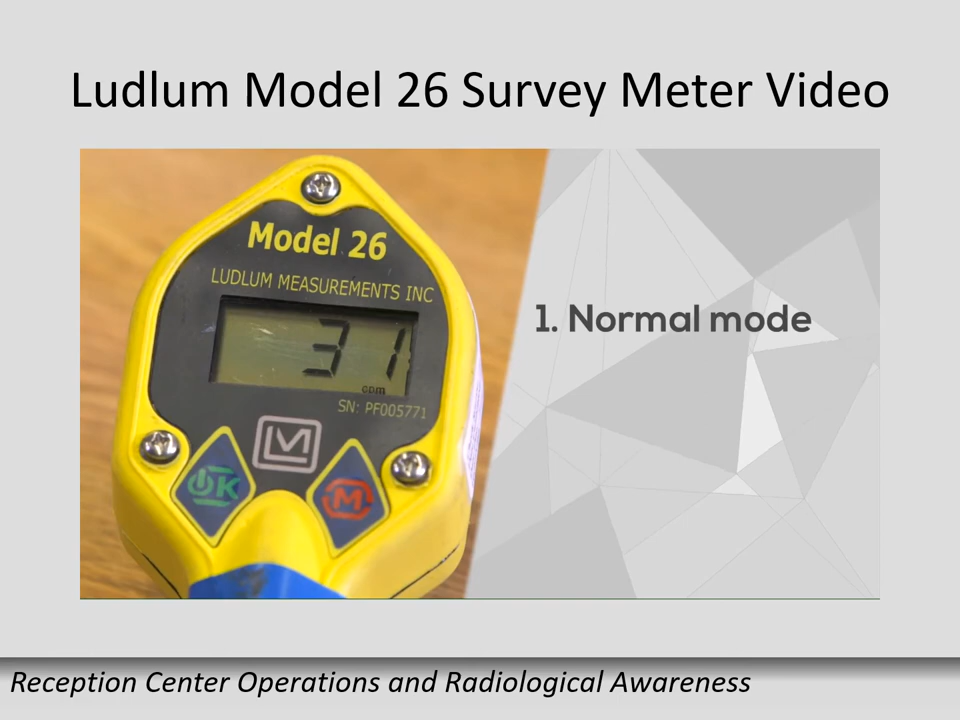 Ludlum Model 26 Survey Meter Video
Model 26
LUDLUM MEASUREMENTS INC
31
cpm
SN: PF005771
OK
M
1. Normal mode
Reception Center Operations and Radiological Awareness